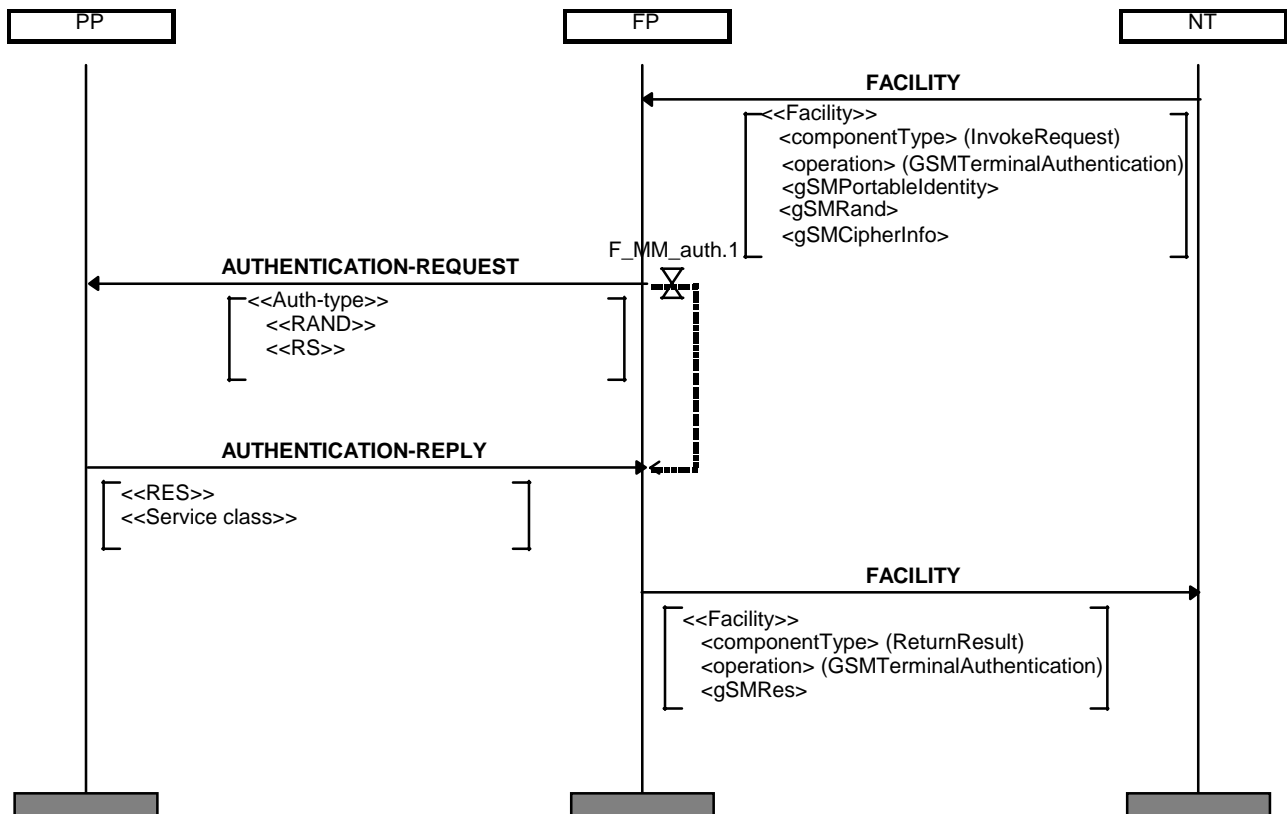 PP
FP
NT
FACILITY
<<Facility>>
<componentType> (InvokeRequest)
<operation> (GSMTerminalAuthentication)
<gSMPortableIdentity>
<gSMRand>
<gSMCipherInfo>
F_MM_auth.1
AUTHENTICATION-REQUEST
<<Auth-type>>
<<RAND>>
<<RS>>
AUTHENTICATION-REPLY
<<RES>>
<<Service class>>
FACILITY
<<Facility>>
<componentType> (ReturnResult)
<operation> (GSMTerminalAuthentication)
<gSMRes>